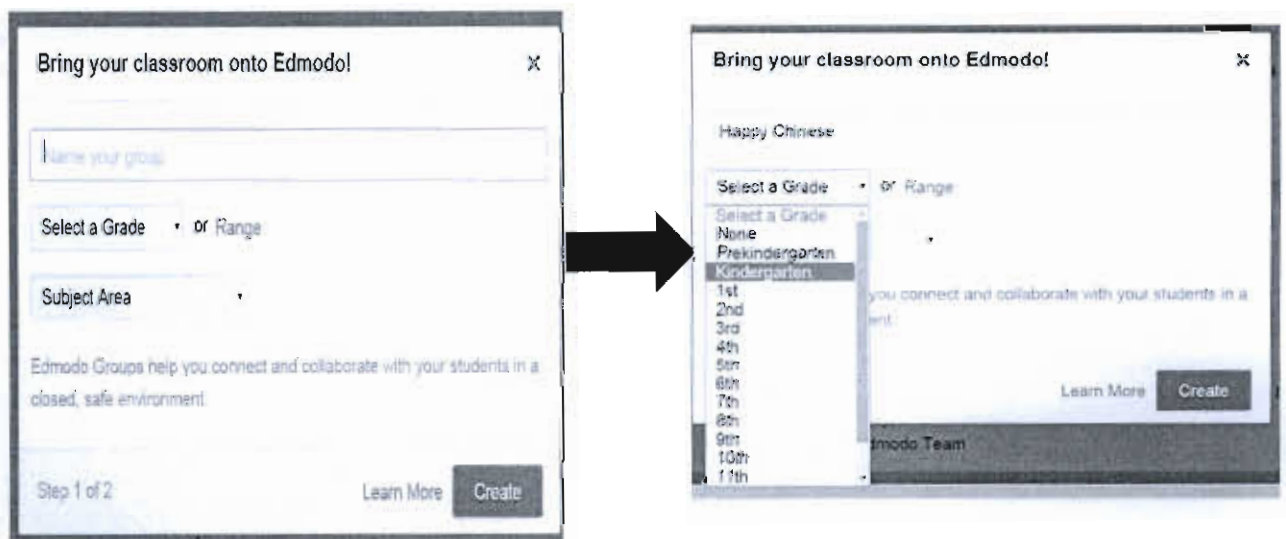 Bring your classroom onto Edmodo!
X
Name your group
Select a Grade or Range
Subject Area
Edmodo Groups help you connect and collaborate with your students in a
closed, safe environment
Step 1 of 2
Learn More
Create
Bring your classroom onto Edmodo!
X
Happy Chinese
Select a Grade or Range
Select a Grade
None
Prekindergarten
Kindergarten
1st
2nd
3rd
4th
5th
6th
7th
8th
9th
10th
11th
you connect and collaborate with your students in a
Learn More
Create
Team